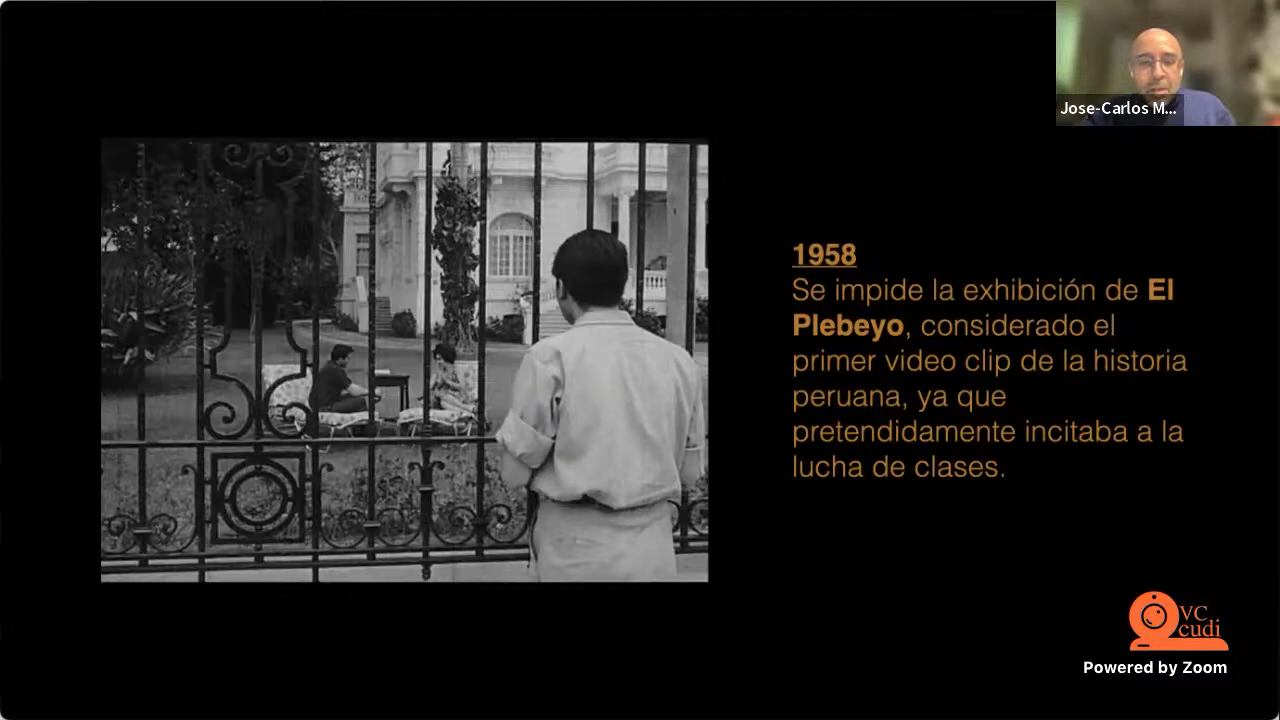 Jose-Carlos M...
1958
Se impide la exhibición de El
Plebeyo, considerado el
primer video clip de la historia
peruana, ya que
pretendidamente incitaba a la
lucha de clases.
VC
cudi
Powered by Zoom